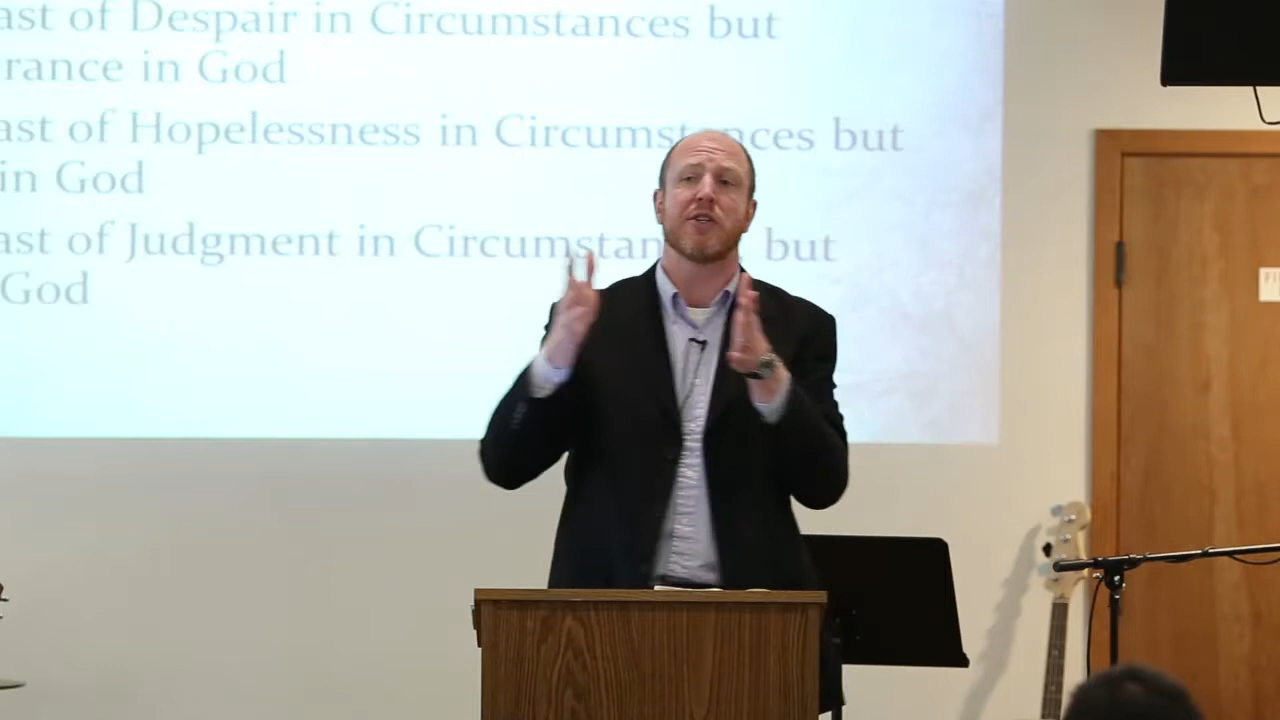 ast of Despair in Circumstances but
rance in God
ast of Hopelessness in Circumstances but
in God
ast of Judgment in Circumstan but
God
FI